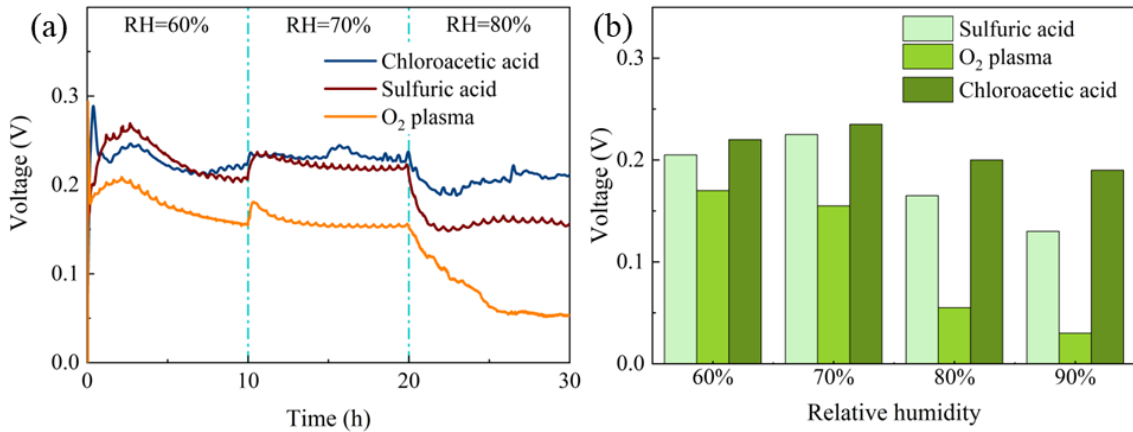 (a)
RH=60%
RH=70%
RH=80%
Chloroacetic acid
Sulfuric acid
O₂ plasma
0.3
0.2
0.1
0.0
Voltage (V)
0
10
20
30
Time (h)
(b)
Sulfuric acid
O₂ plasma
Chloroacetic acid
0.3
0.2
0.1
0.0
Voltage (V)
60%
70%
80%
90%
Relative humidity